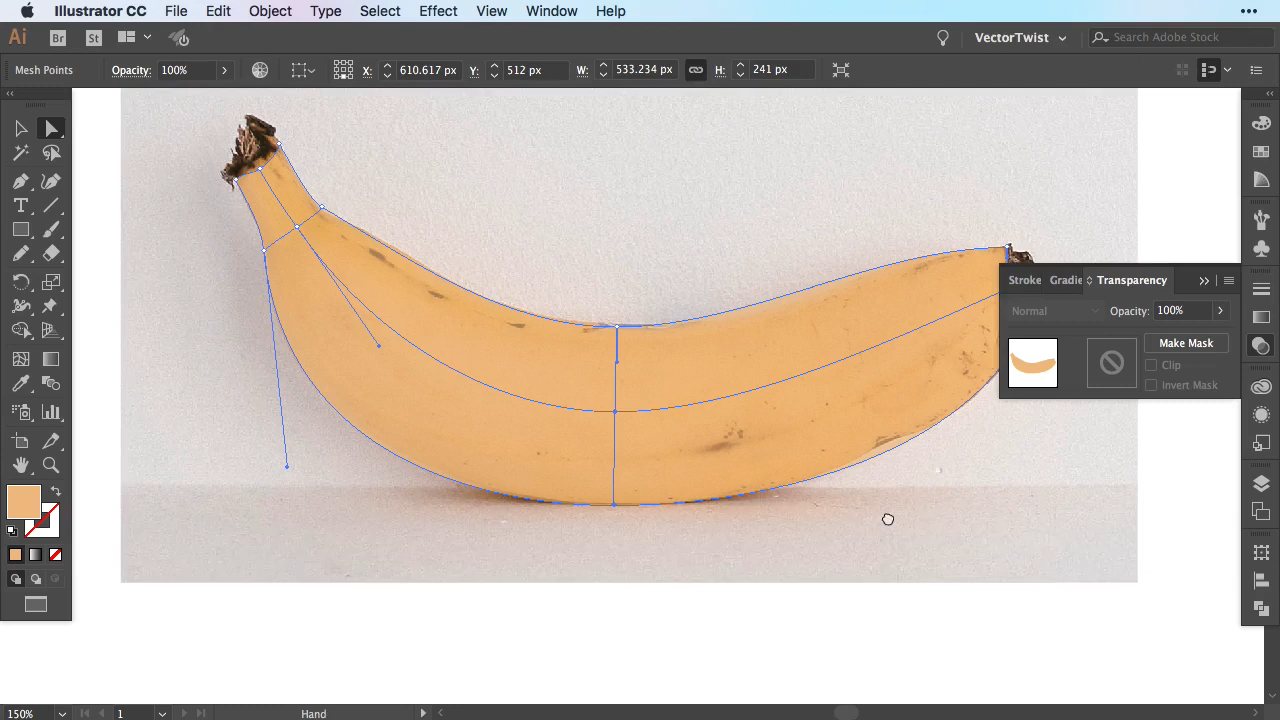 Illustrator CC File Edit Object Type Select Effect View Window Help
Ai Br St VectorTwist Search Adobe Stock
Mesh Points Opacity: 100% X: 610.617 px Y: 512 px W: 533.234 px H: 241 px
Stroke Gradie Transparency
Normal Opacity: 100%
Make Mask
Clip
Invert Mask
T
150% 1 Hand